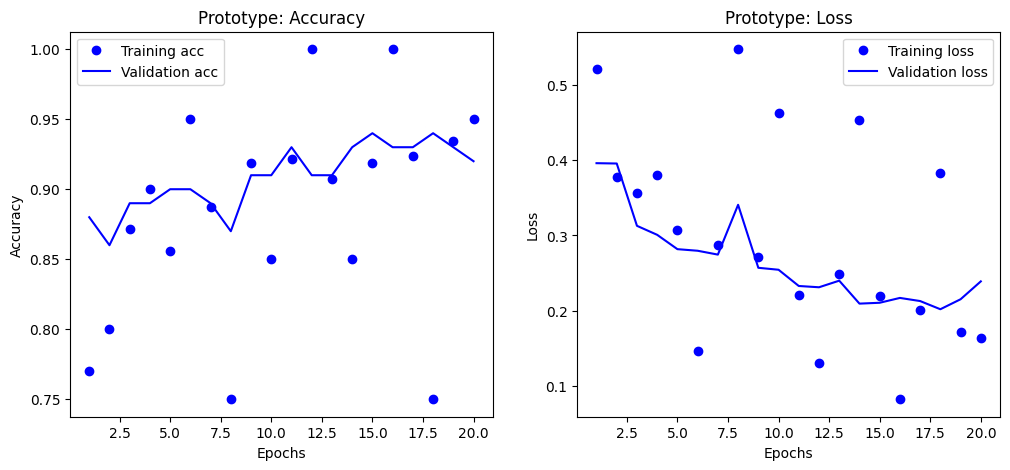 Prototype: Accuracy
Training acc
Validation acc
1.00
0.95
0.90
0.85
0.80
0.75
Accuracy
2.5 5.0 7.5 10.0 12.5 15.0 17.5 20.0
Epochs
Prototype: Loss
Training loss
Validation loss
0.5
0.4
0.3
0.2
0.1
Loss
2.5 5.0 7.5 10.0 12.5 15.0 17.5 20.0
Epochs